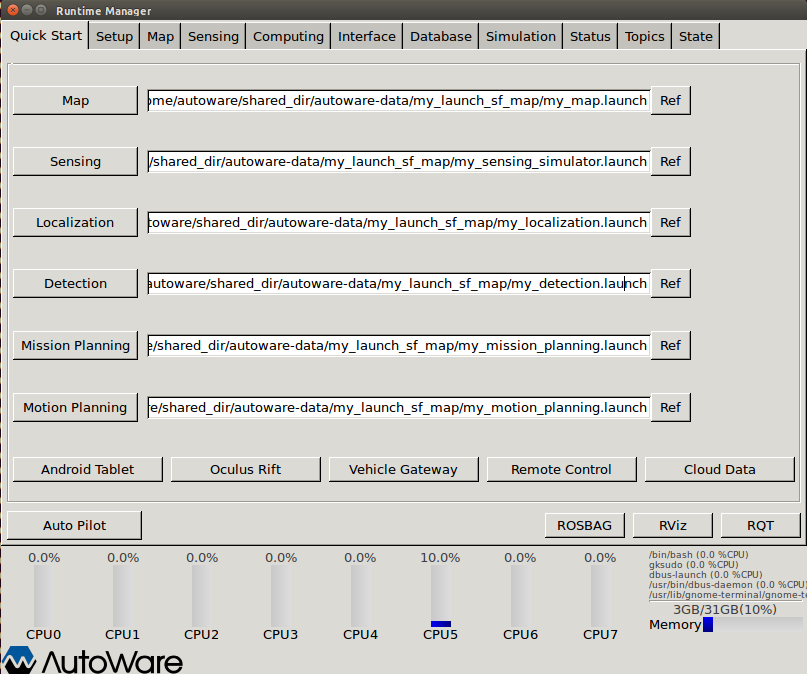 Runtime Manager
Quick Start Setup Map Sensing Computing Interface Database Simulation Status Topics State
Map ome/autoware/shared_dir/autoware-data/my_launch_sf_map/my_map.launch Ref
Sensing /shared_dir/autoware-data/my_launch_sf_map/my_sensing_simulator.launch Ref
Localization toware/shared_dir/autoware-data/my_launch_sf_map/my_localization.launch Ref
Detection autoware/shared_dir/autoware-data/my_launch_sf_map/my_detection.launch Ref
Mission Planning e/shared_dir/autoware-data/my_launch_sf_map/my_mission_planning.launch Ref
Motion Planning re/shared_dir/autoware-data/my_launch_sf_map/my_motion_planning.launch Ref
Android Tablet Oculus Rift Vehicle Gateway Remote Control Cloud Data
Auto Pilot ROSBAG RViz RQT
0.0% 0.0% 0.0% 0.0% 0.0% 10.0% 0.0% 0.0%
CPU0 CPU1 CPU2 CPU3 CPU4 CPU5 CPU6 CPU7
/bin/bash (0.0 %CPU)
gksudo (0.0 %CPU)
dbus-launch (0.0 %CPU)
/usr/bin/dbus-daemon (0.0 %CPU)
/usr/lib/gnome-terminal/gnome-te
3GB/31GB(10%)
Memory
AutoWare